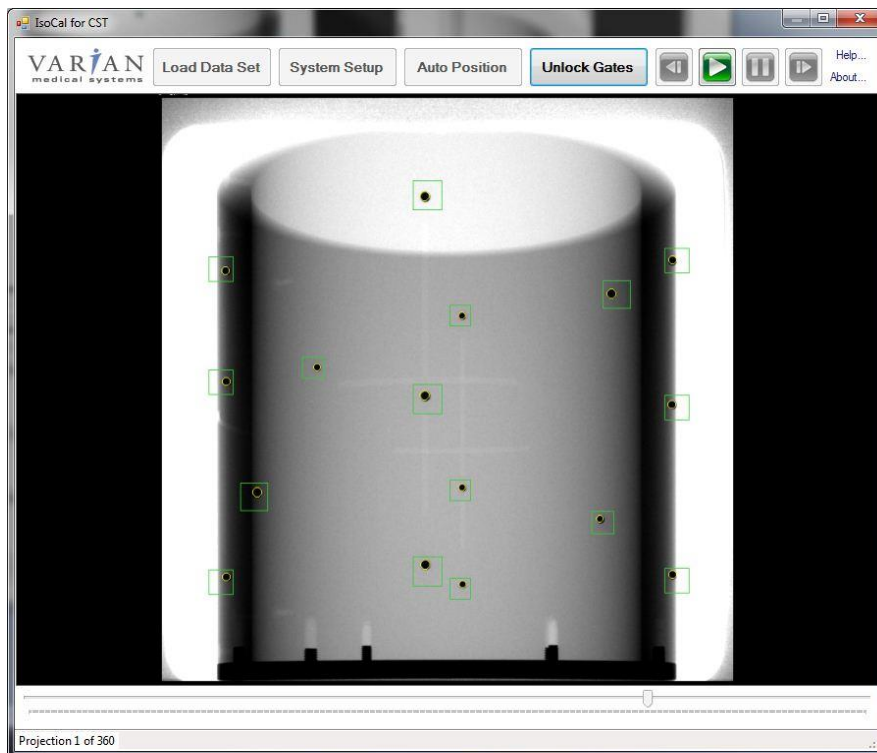 IsoCal for CST
VARIAN
medical systems
Load Data Set
System Setup
Auto Position
Unlock Gates
Help...
About...
Projection 1 of 360